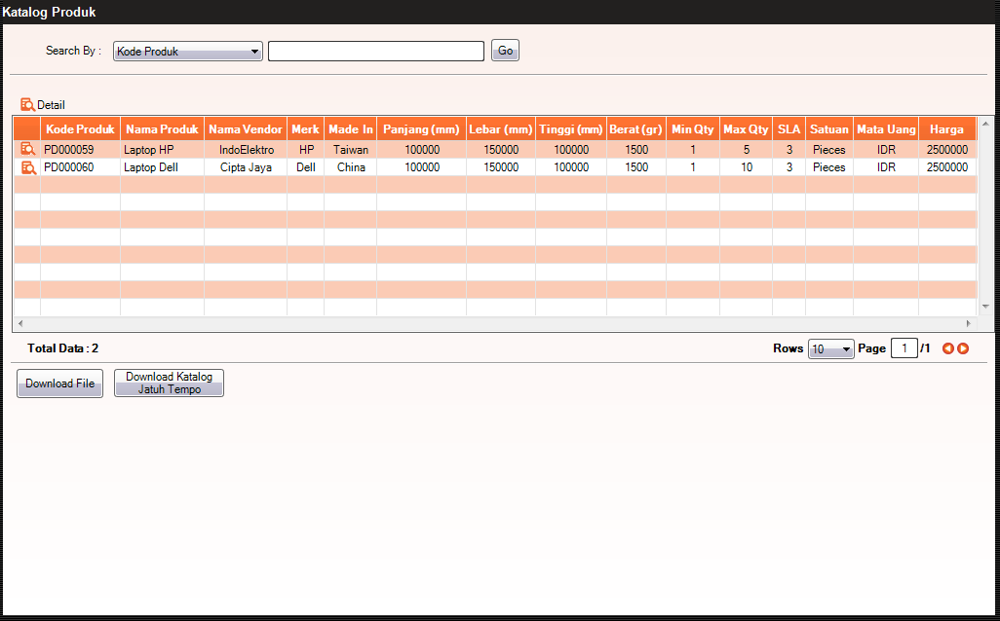 Katalog Produk
Search By : Kode Produk Go
Detail
Kode Produk Nama Produk Nama Vendor Merk Made In Panjang (mm) Lebar (mm) Tinggi (mm) Berat (gr) Min Qty Max Qty SLA Satuan Mata Uang Harga
PD000059 Laptop HP IndoElektro HP Taiwan 100000 150000 100000 1500 1 5 3 Pieces IDR 2500000
PD000060 Laptop Dell Cipta Jaya Dell China 100000 150000 100000 1500 1 10 3 Pieces IDR 2500000
Total Data : 2 Rows 10 Page 1 /1
Download File Download Katalog
Jatuh Tempo